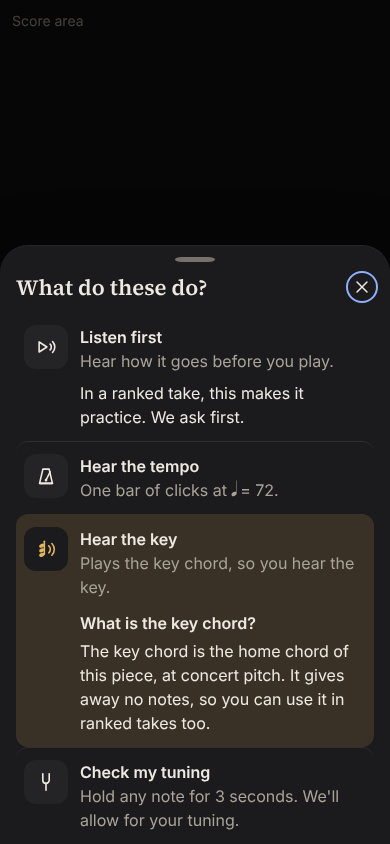 Score area
What do these do?
Listen first
Hear how it goes before you play.
In a ranked take, this makes it
practice. We ask first.
Hear the tempo
One bar of clicks at ♩ = 72.
Hear the key
Plays the key chord, so you hear the
key.
What is the key chord?
The key chord is the home chord of
this piece, at concert pitch. It gives
away no notes, so you can use it in
ranked takes too.
Check my tuning
Hold any note for 3 seconds. We'll
allow for your tuning.